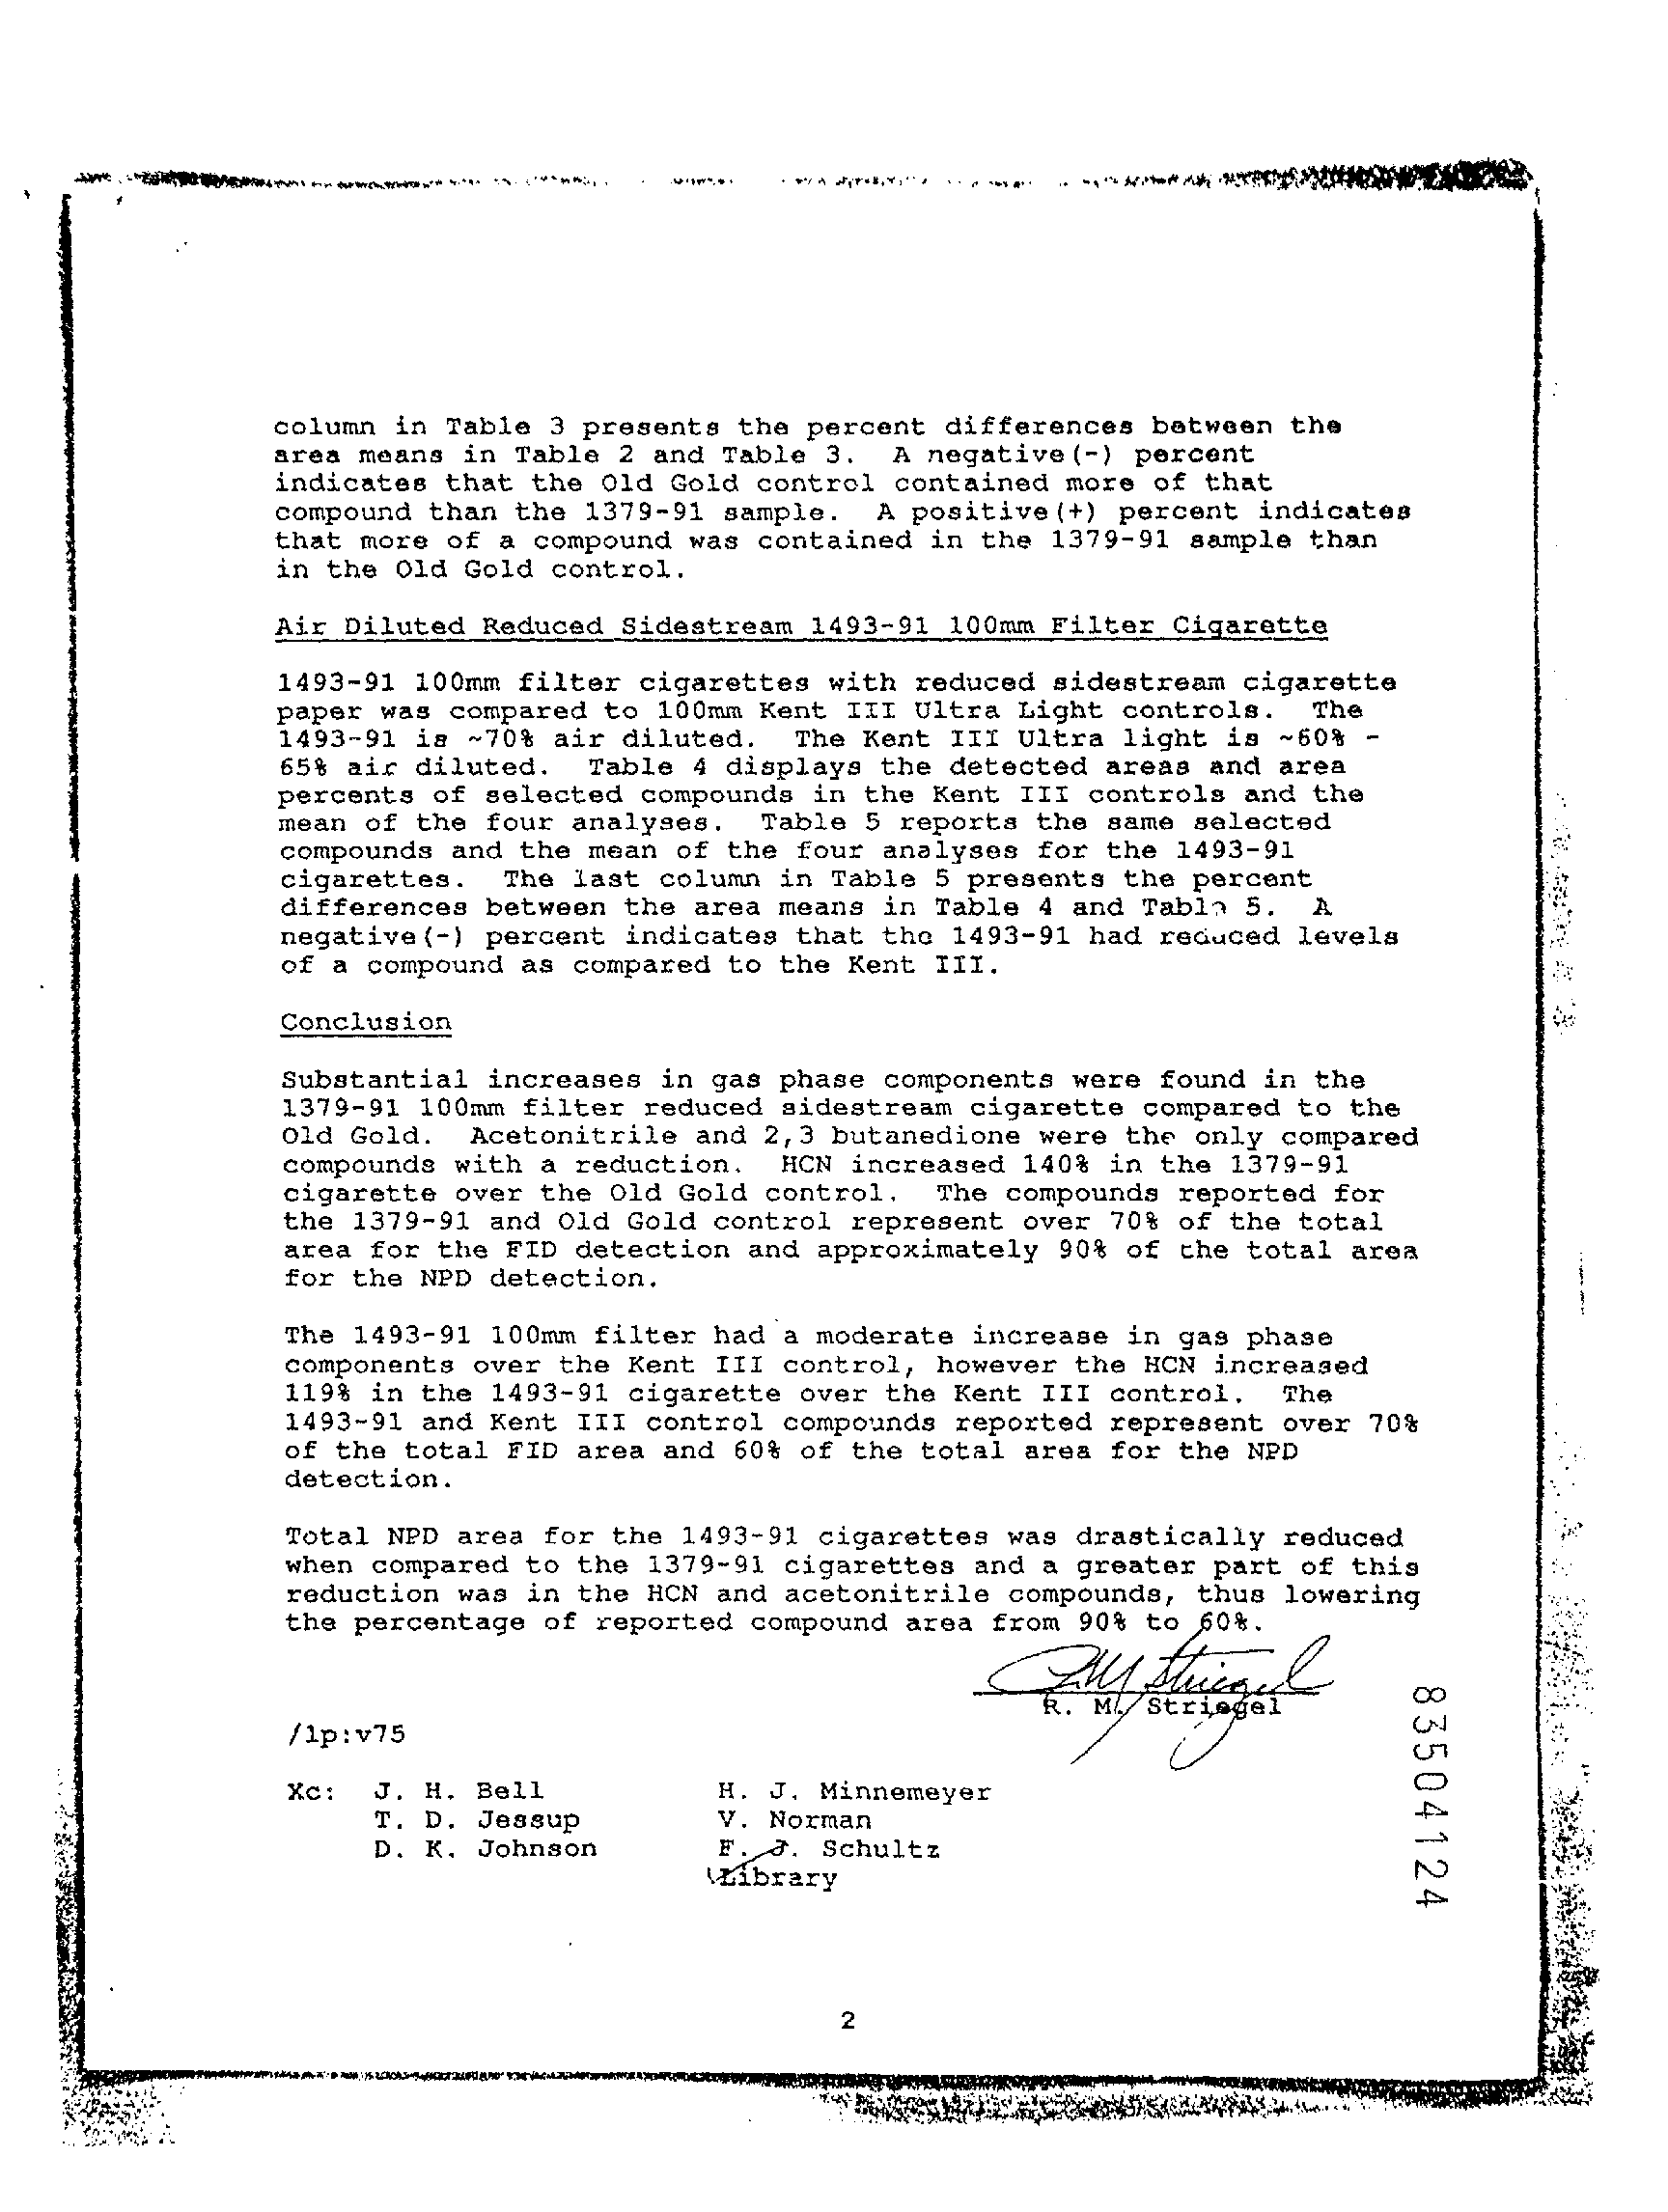 column in Table 3 presents the percent differences between the
area means in Table 2 and Table 3. A negative(-) percent
indicates that the Old Gold control contained more of that
compound than the 1379-91 sample. A positive(+) percent indicates
that more of a compound was contained in the 1379-91 sample than
in the Old Gold control.
Air Diluted Reduced Sidestream 1493-91 100mm Filter Cigarette
1493-91 100mm filter cigarettes with reduced sidestream cigarette
paper was compared to 100mm Kent III Ultra Light controls. The
1493-91 is ~70% air diluted. The Kent III Ultra light is ~60% -
65% air diluted. Table 4 displays the detected areas and area
percents of selected compounds in the Kent III controls and the
mean of the four analyses. Table 5 reports the same selected
compounds and the mean of the four analyses for the 1493-91
cigarettes. The last column in Table 5 presents the percent
differences between the area means in Table 4 and Table 5. A
negative(-) percent indicates that the 1493-91 had reduced levels
of a compound as compared to the Kent III.
Conclusion
Substantial increases in gas phase components were found in the
1379-91 100mm filter reduced sidestream cigarette compared to the
Old Gold. Acetonitrile and 2,3 butanedione were the only compared
compounds with a reduction. HCN increased 140% in the 1379-91
cigarette over the Old Gold control. The compounds reported for
the 1379-91 and Old Gold control represent over 70% of the total
area for the FID detection and approximately 90% of the total area
for the NPD detection.
The 1493-91 100mm filter had a moderate increase in gas phase
components over the Kent III control, however the HCN increased
119% in the 1493-91 cigarette over the Kent III control. The
1493-91 and Kent III control compounds reported represent over 70%
of the total FID area and 60% of the total area for the NPD
detection.
Total NPD area for the 1493-91 cigarettes was drastically reduced
when compared to the 1379-91 cigarettes and a greater part of this
reduction was in the HCN and acetonitrile compounds, thus lowering
the percentage of reported compound area from 90% to 60%.
RM Striegel
R. M. Striegel
/lp:v75
Xc: J. H. Bell H. J. Minnemeyer
T. D. Jessup V. Norman
D. K. Johnson F. J. Schultz
Library
83504124
2